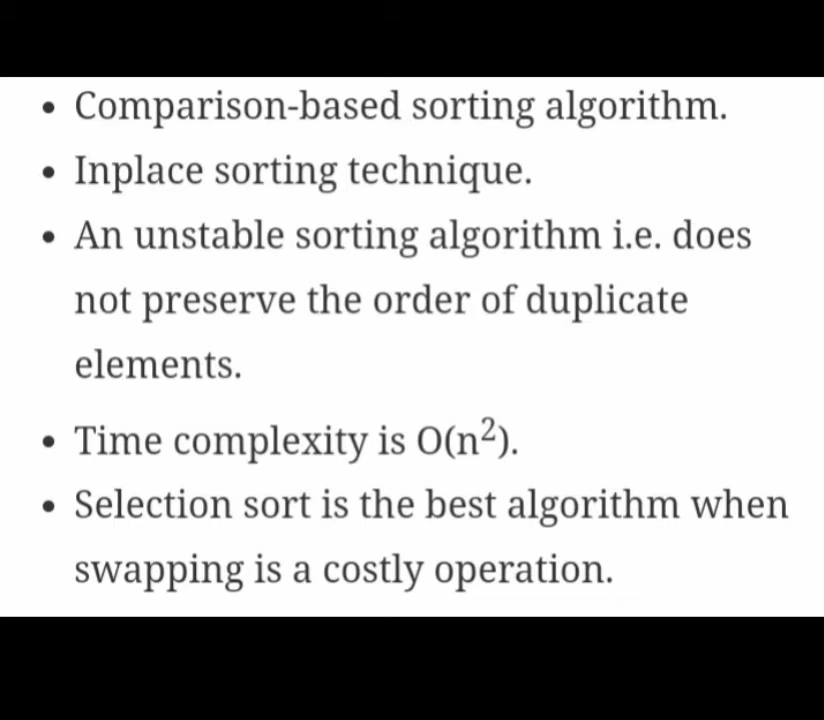 • Comparison-based sorting algorithm.
• Inplace sorting technique.
• An unstable sorting algorithm i.e. does
not preserve the order of duplicate
elements.
• Time complexity is O(n²).
• Selection sort is the best algorithm when
swapping is a costly operation.